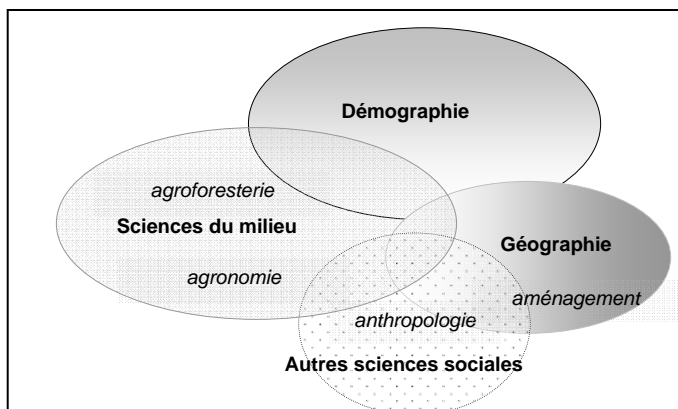 Démographie
agroforesterie
Sciences du milieu
Géographie
agronomie
aménagement
anthropologie
Autres sciences sociales